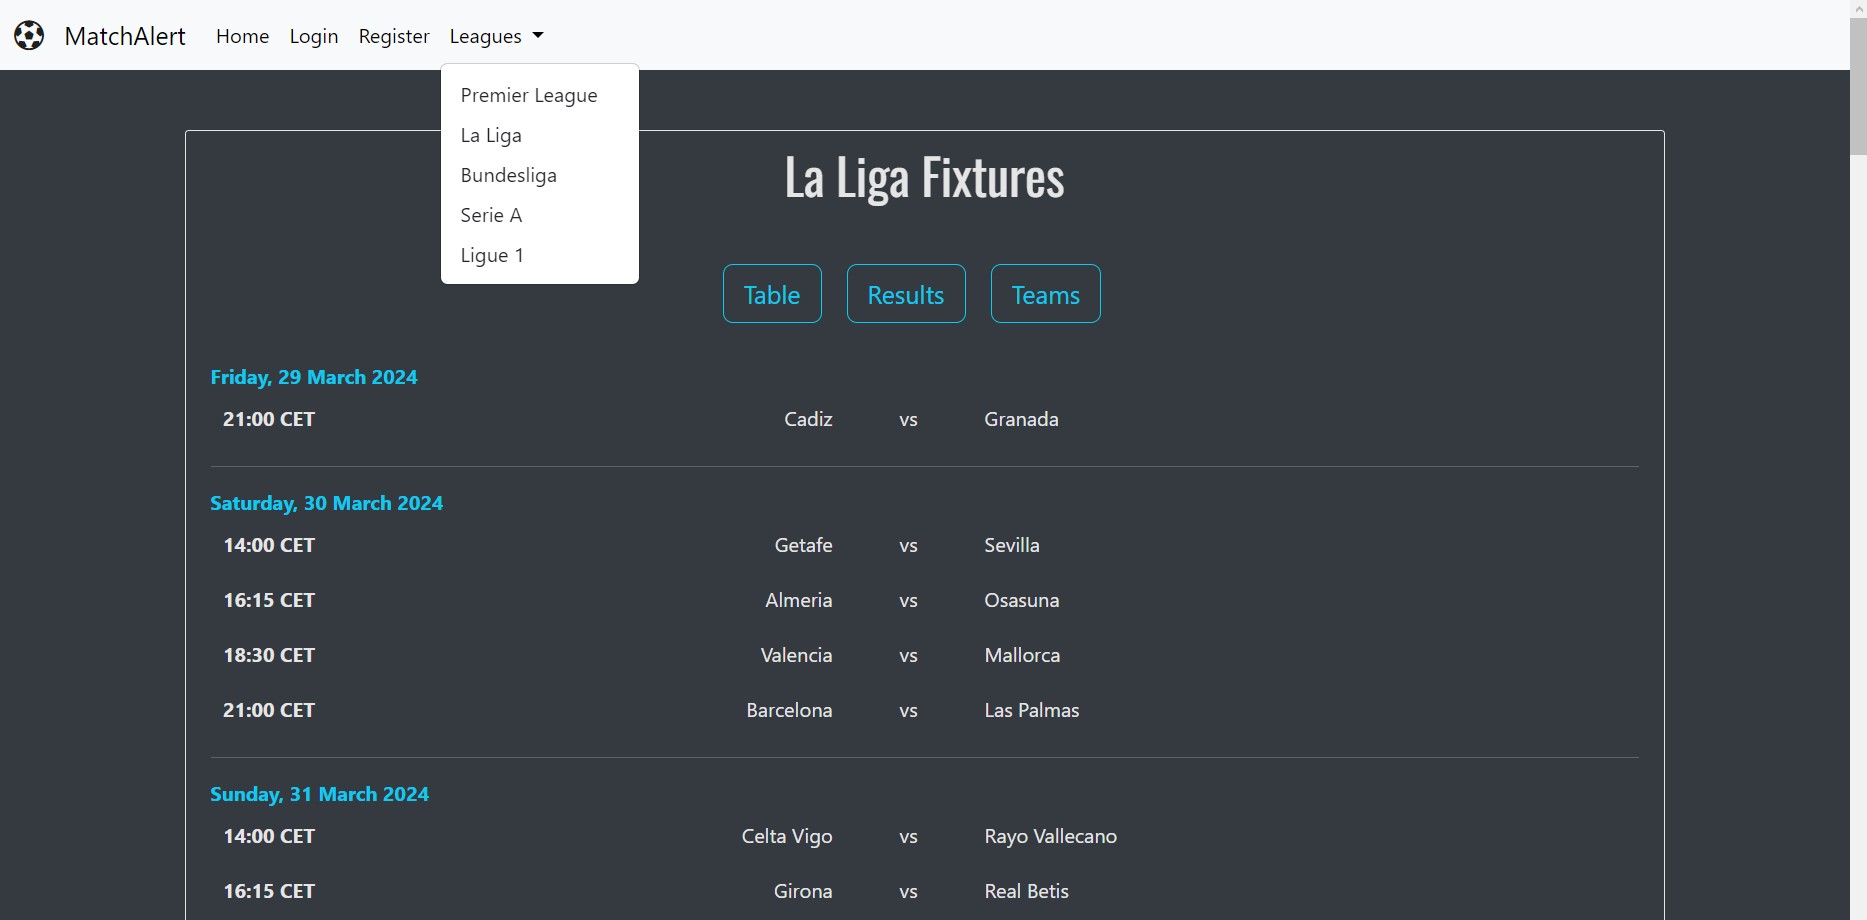 MatchAlert Home Login Register Leagues
Premier League
La Liga
Bundesliga
Serie A
Ligue 1
La Liga Fixtures
Table Results Teams
Friday, 29 March 2024
21:00 CET Cadiz vs Granada
Saturday, 30 March 2024
14:00 CET Getafe vs Sevilla
16:15 CET Almeria vs Osasuna
18:30 CET Valencia vs Mallorca
21:00 CET Barcelona vs Las Palmas
Sunday, 31 March 2024
14:00 CET Celta Vigo vs Rayo Vallecano
16:15 CET Girona vs Real Betis